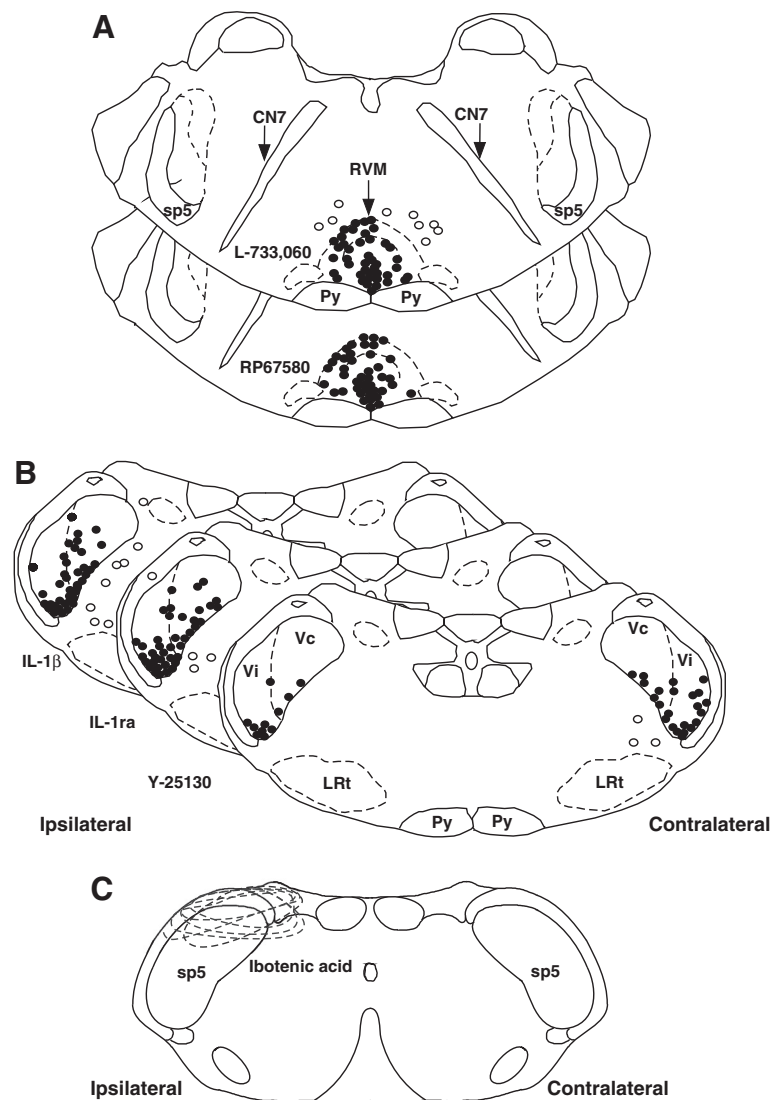 A
CN7 CN7
RVM
sp5 sp5
L-733,060
Py Py
RP67580
B
Vc Vc
Vi Vi
IL-1β
IL-1ra
Y-25130
LRt LRt
Py Py
Ipsilateral Contralateral
C
Ibotenic acid
sp5 sp5
Ipsilateral Contralateral